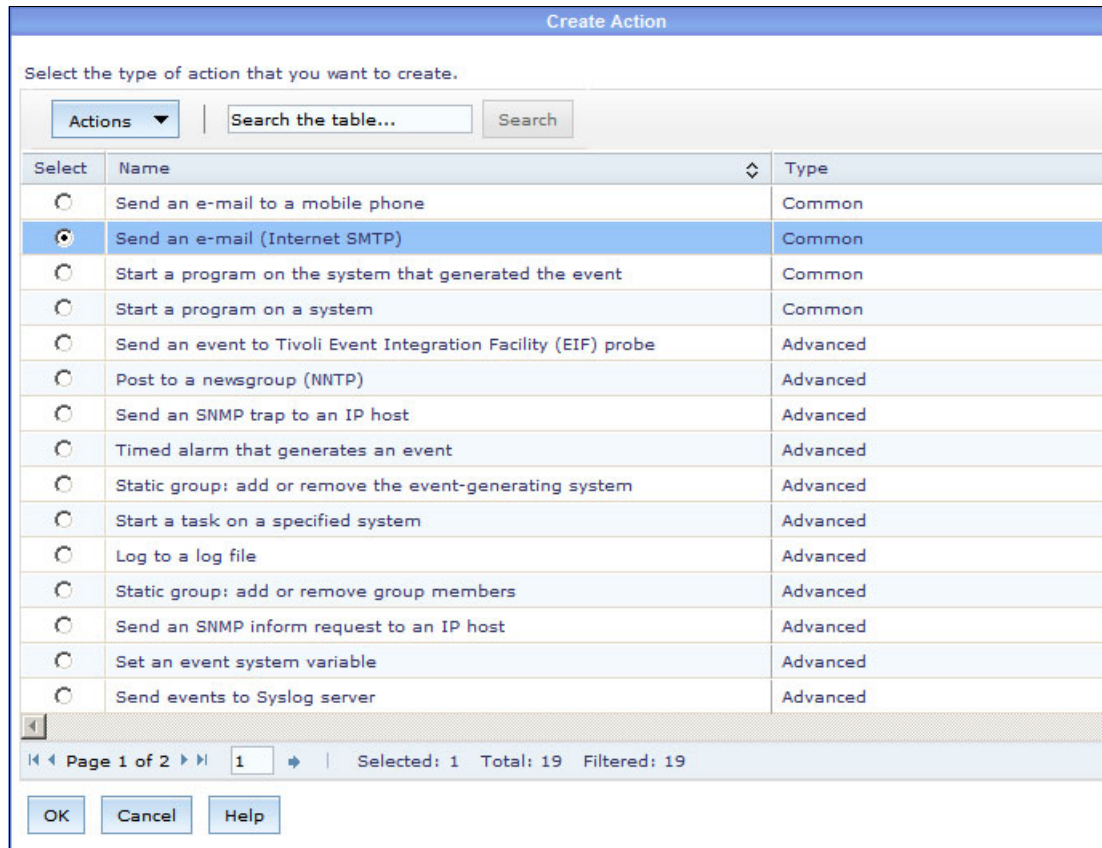 Create Action
Select the type of action that you want to create.
Actions Search the table... Search
Select Name Type
Send an e-mail to a mobile phone Common
Send an e-mail (Internet SMTP) Common
Start a program on the system that generated the event Common
Start a program on a system Common
Send an event to Tivoli Event Integration Facility (EIF) probe Advanced
Post to a newsgroup (NNTP) Advanced
Send an SNMP trap to an IP host Advanced
Timed alarm that generates an event Advanced
Static group: add or remove the event-generating system Advanced
Start a task on a specified system Advanced
Log to a log file Advanced
Static group: add or remove group members Advanced
Send an SNMP inform request to an IP host Advanced
Set an event system variable Advanced
Send events to Syslog server Advanced
Page 1 of 2 1 Selected: 1 Total: 19 Filtered: 19
OK Cancel Help